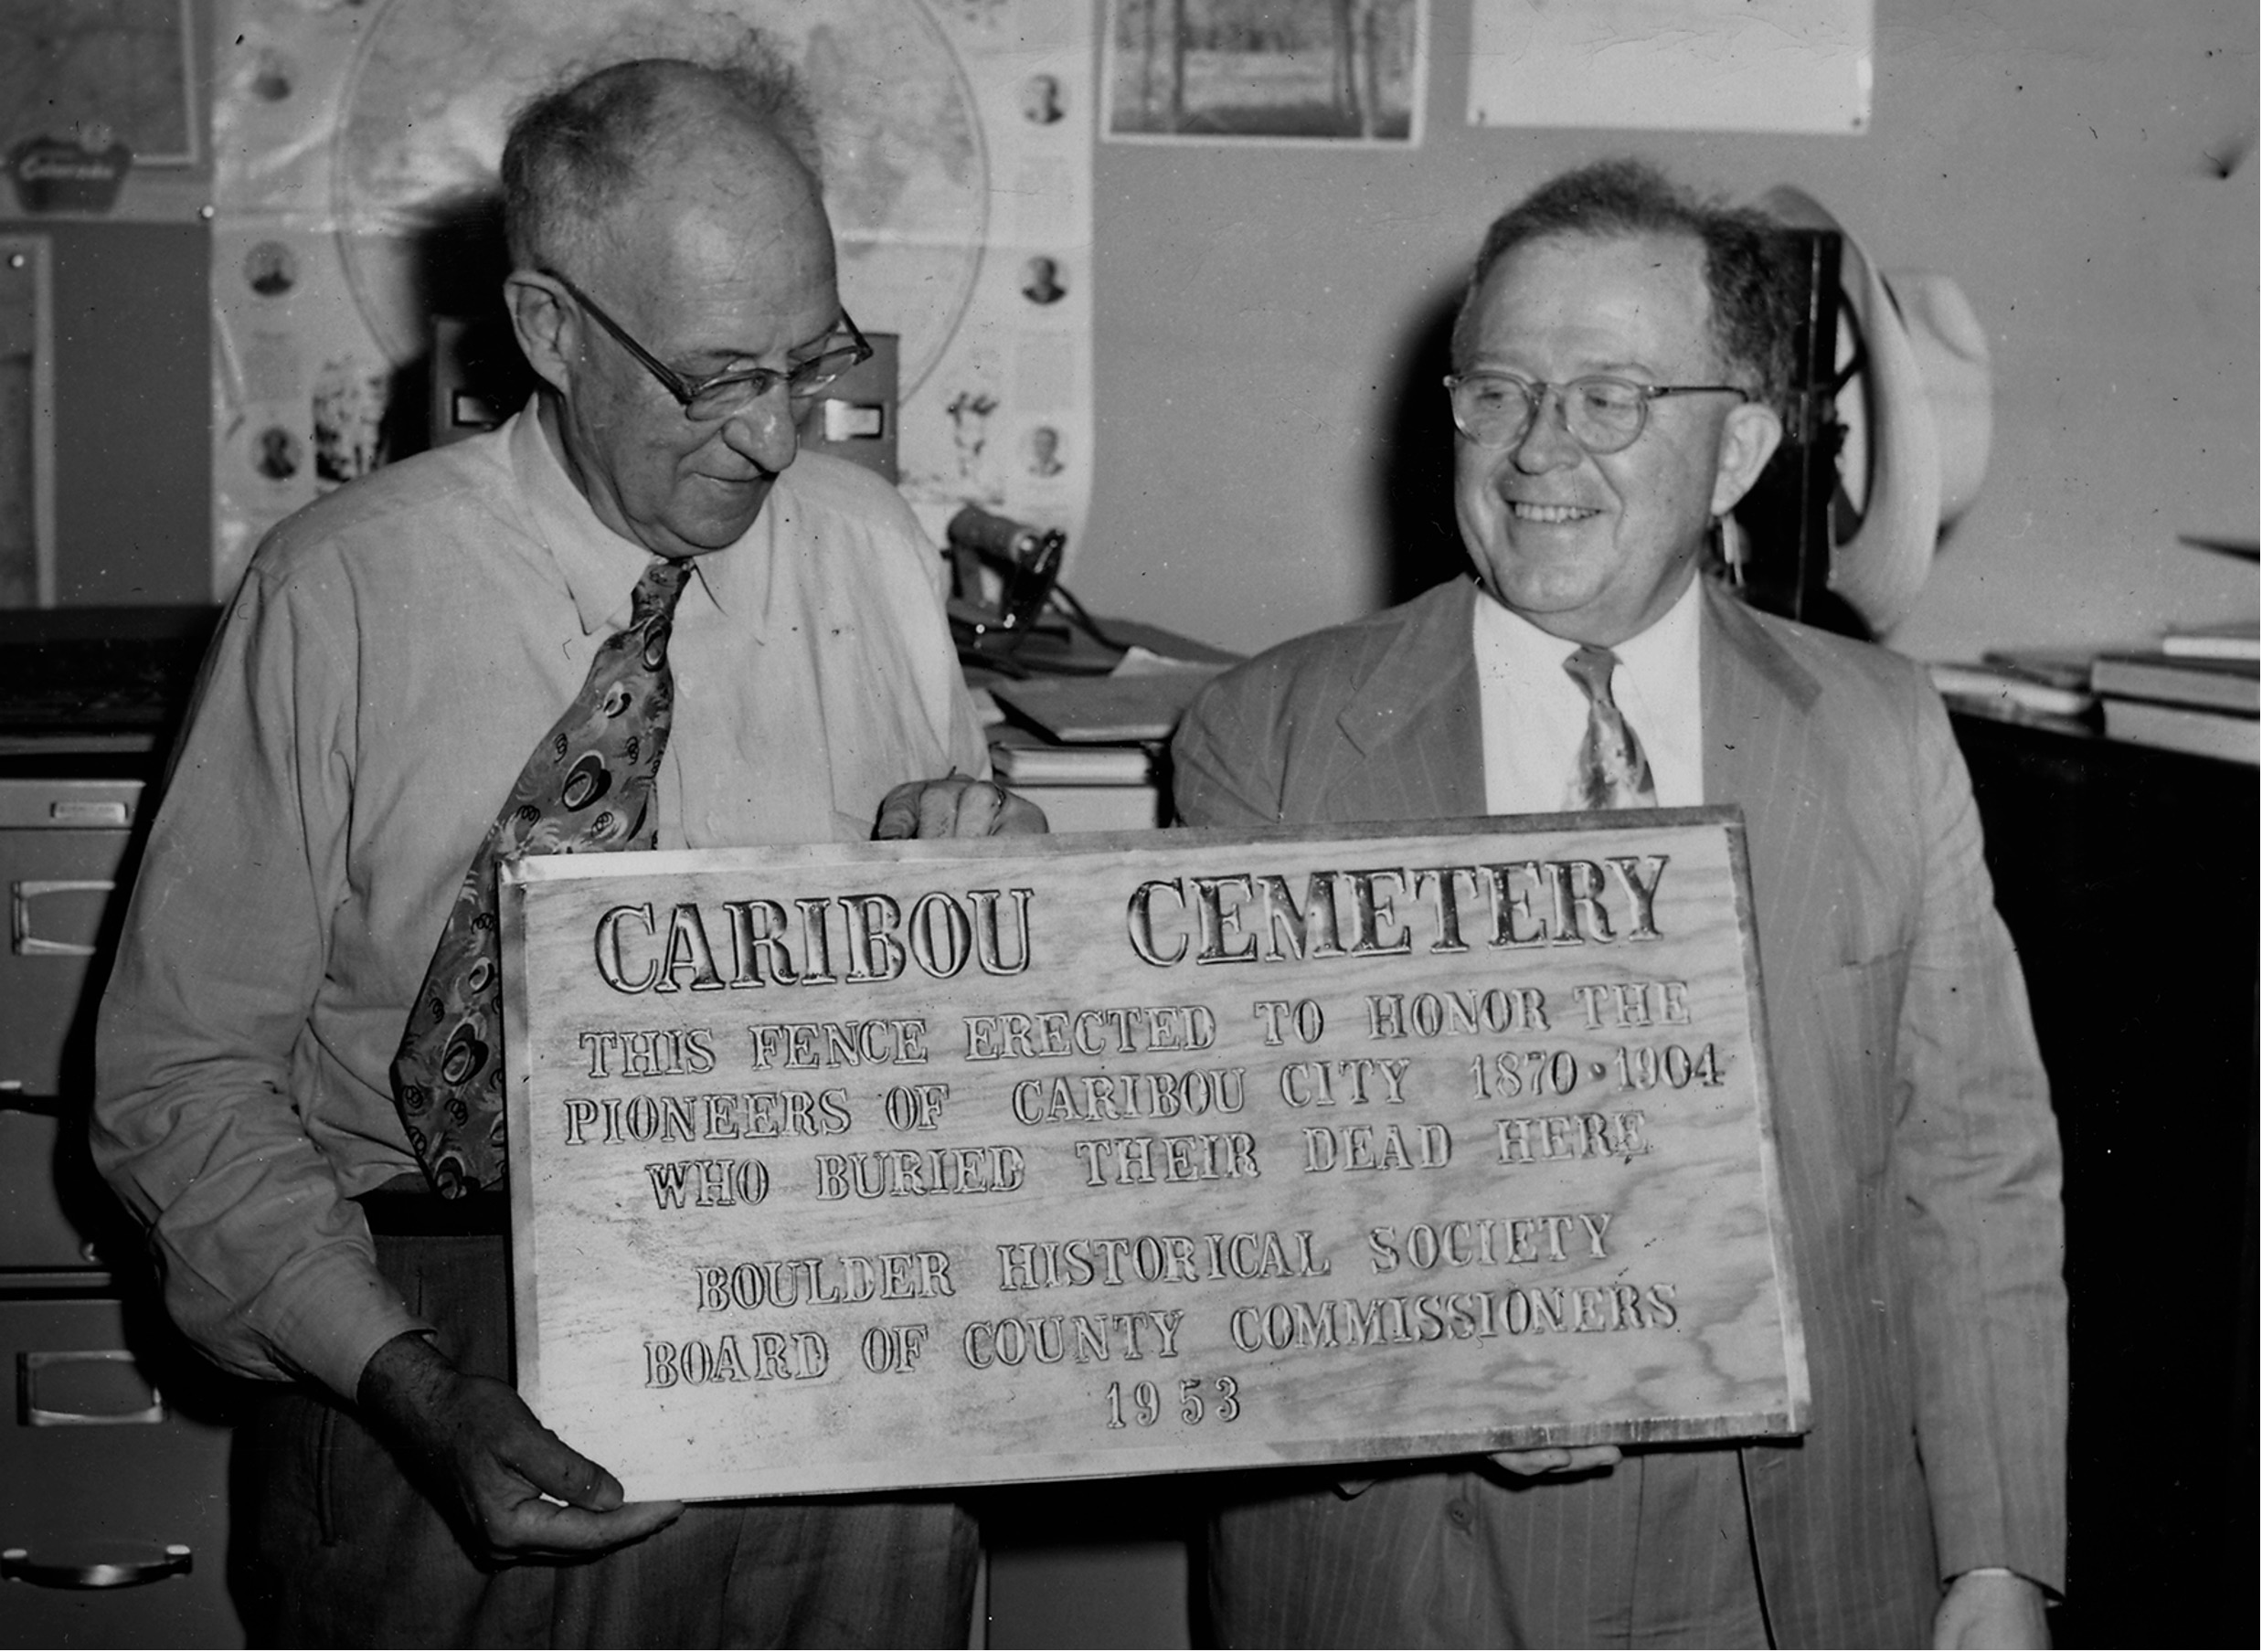 CARIBOU CEMETERY
THIS FENCE ERECTED TO HONOR THE
PIONEERS OF CARIBOU CITY 1870•1904
WHO BURIED THEIR DEAD HERE
BOULDER HISTORICAL SOCIETY
BOARD OF COUNTY COMMISSIONERS
1953